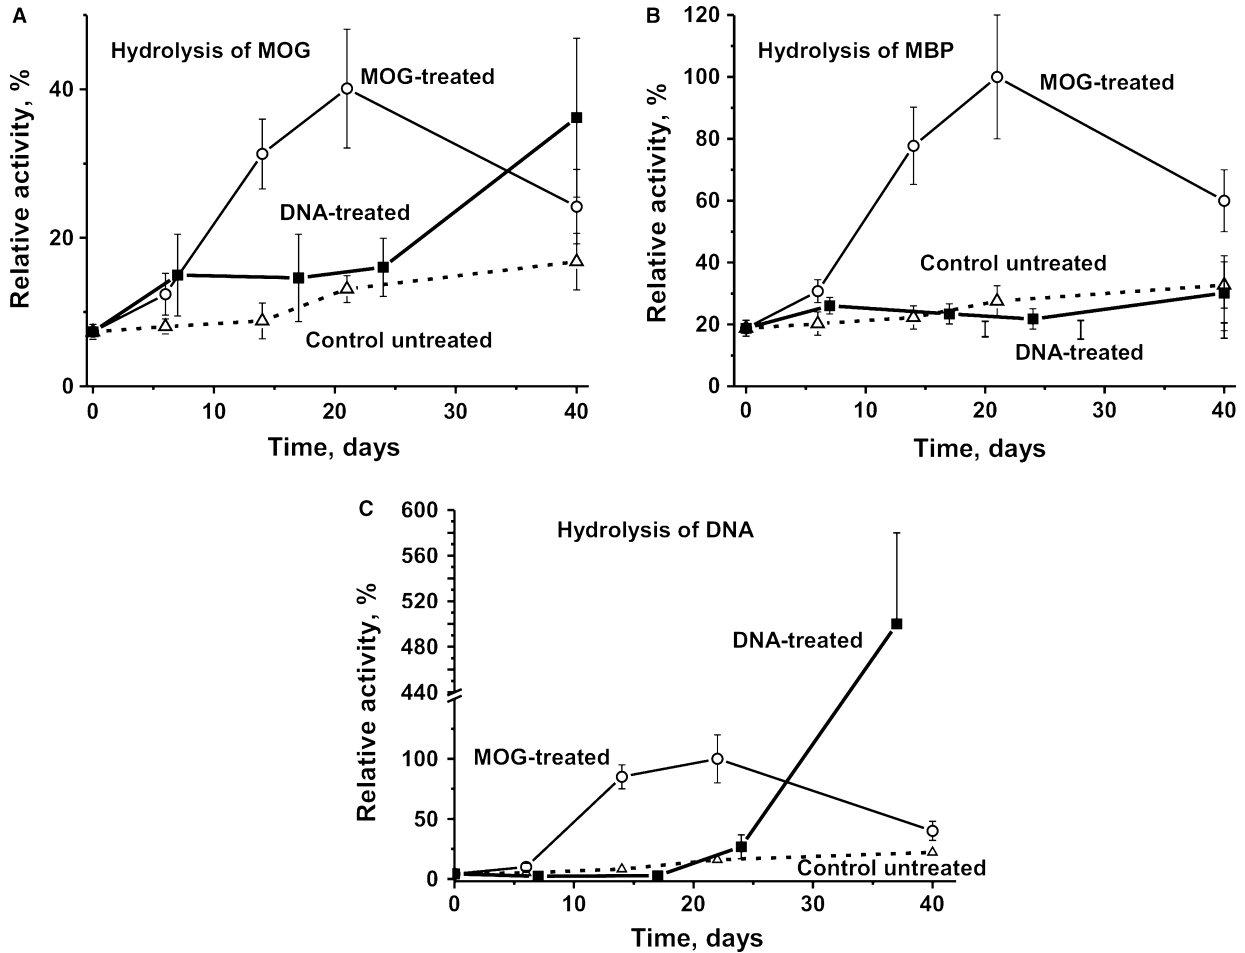 A
Hydrolysis of MOG
MOG-treated
DNA-treated
Control untreated
Relative activity, %
40
20
0
0 10 20 30 40
Time, days
B
Hydrolysis of MBP
MOG-treated
Control untreated
DNA-treated
Relative activity, %
120
100
80
60
40
20
0
0 10 20 30 40
Time, days
C
Hydrolysis of DNA
DNA-treated
MOG-treated
Control untreated
Relative activity, %
600
560
520
480
440
100
50
0
0 10 20 30 40
Time, days